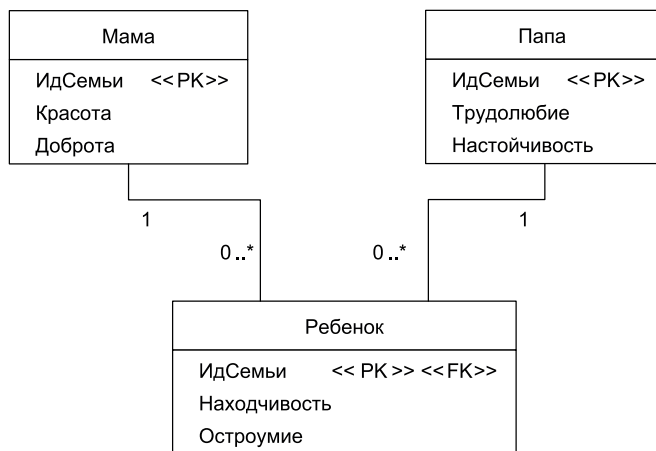 Мама
ИдСемьи <<PK>>
Красота
Доброта
Папа
ИдСемьи <<PK>>
Трудолюбие
Настойчивость
1
1
0..*
0..*
Ребенок
ИдСемьи << PK >> <<FK>>
Находчивость
Остроумие